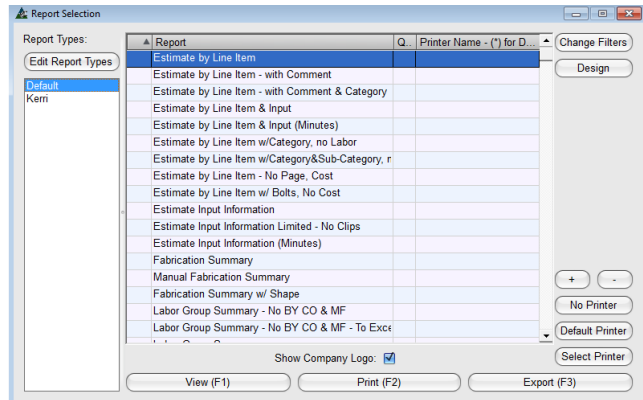 Report Selection
Report Types:
Edit Report Types
Default
Kerri
Report Q.. Printer Name - (*) for D...
Estimate by Line Item
Estimate by Line Item - with Comment
Estimate by Line Item - with Comment & Category
Estimate by Line Item & Input
Estimate by Line Item & Input (Minutes)
Estimate by Line Item w/Category, no Labor
Estimate by Line Item w/Category&Sub-Category, r
Estimate by Line Item - No Page, Cost
Estimate by Line Item w/ Bolts, No Cost
Estimate Input Information
Estimate Input Information Limited - No Clips
Estimate Input Information (Minutes)
Fabrication Summary
Manual Fabrication Summary
Fabrication Summary w/ Shape
Labor Group Summary - No BY CO & MF
Labor Group Summary - No BY CO & MF - To Exce
Change Filters
Design
+ -
No Printer
Default Printer
Select Printer
Show Company Logo:
View (F1) Print (F2) Export (F3)